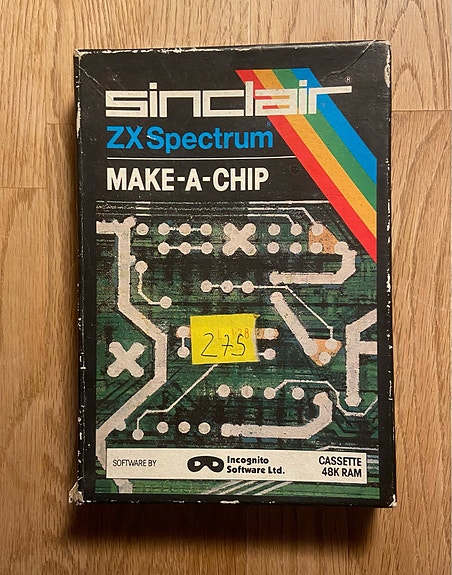 sinclair®
ZX Spectrum
MAKE-A-CHIP
275
SOFTWARE BY
Incognito
Software Ltd.
CASSETTE
48K RAM